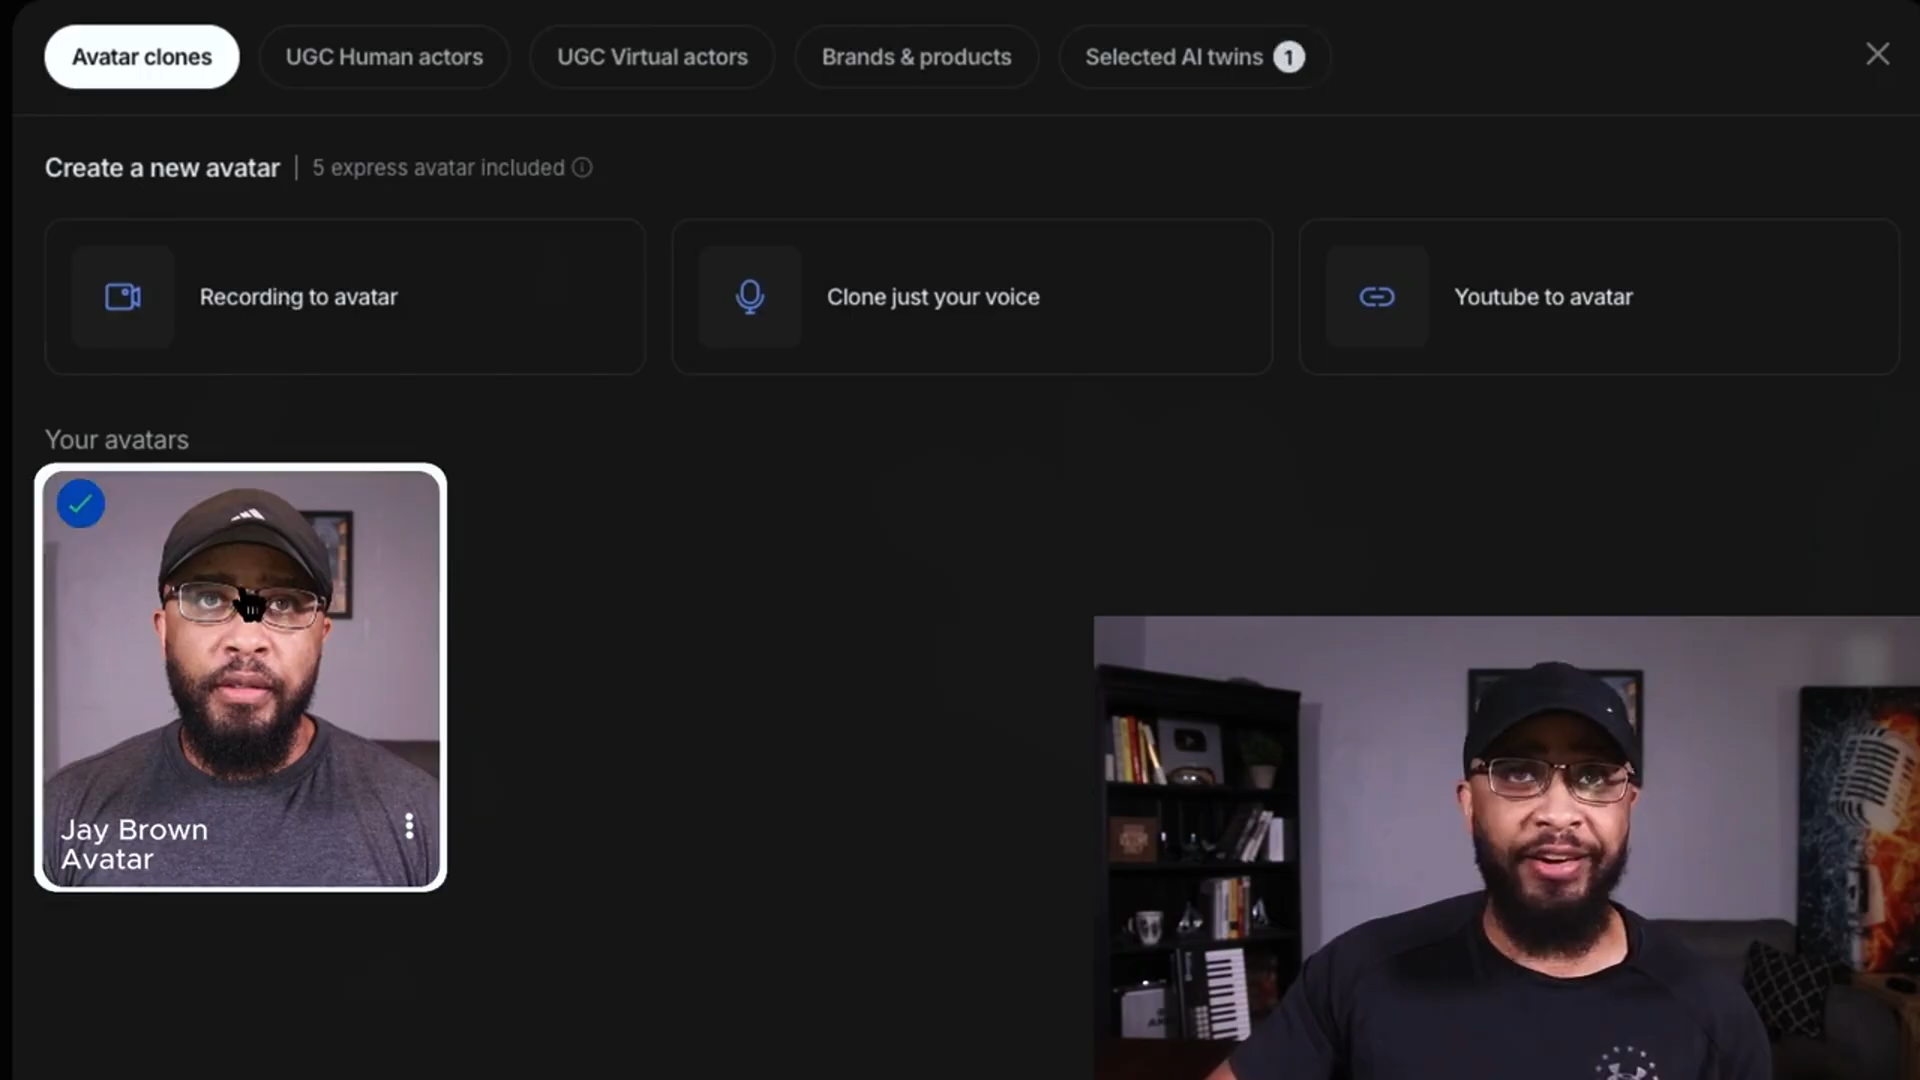 Avatar clones
UGC Human actors
UGC Virtual actors
Brands & products
Selected AI twins 1
Create a new avatar | 5 express avatar included
Recording to avatar
Clone just your voice
Youtube to avatar
Your avatars
Jay Brown
Avatar